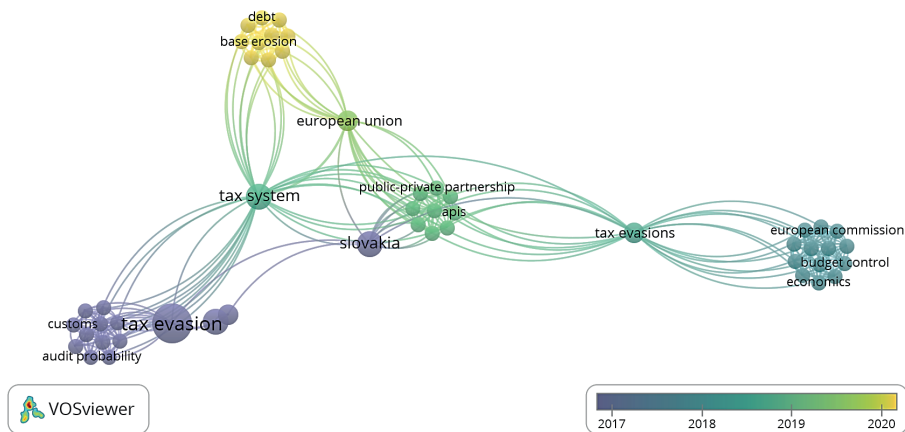 debt
base erosion
european union
public-private partnership
tax system
apis
european commission
tax evasions
slovakia
budget control
economics
customs
tax evasion
audit probability
VOSviewer
2017 2018 2019 2020